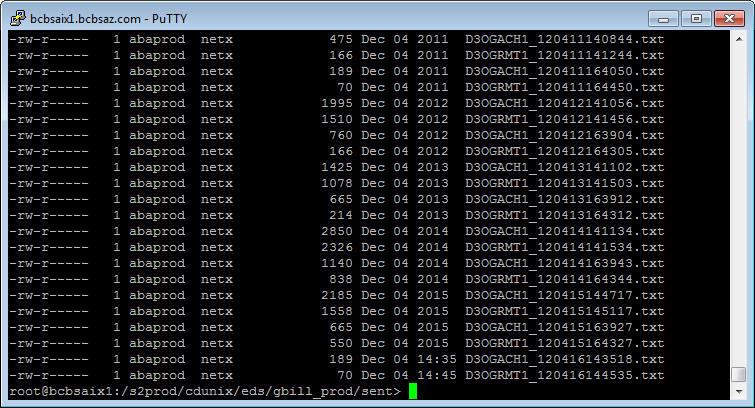 bcbsaix1.bcbsaz.com - PuTTY
-rw-r----- 1 abaprod netx 475 Dec 04 2011 D3OGACH1_120411140844.txt
-rw-r----- 1 abaprod netx 166 Dec 04 2011 D3OGRMT1_120411141244.txt
-rw-r----- 1 abaprod netx 189 Dec 04 2011 D3OGACH1_120411164050.txt
-rw-r----- 1 abaprod netx 70 Dec 04 2011 D3OGRMT1_120411164450.txt
-rw-r----- 1 abaprod netx 1995 Dec 04 2012 D3OGACH1_120412141056.txt
-rw-r----- 1 abaprod netx 1510 Dec 04 2012 D3OGRMT1_120412141456.txt
-rw-r----- 1 abaprod netx 760 Dec 04 2012 D3OGACH1_120412163904.txt
-rw-r----- 1 abaprod netx 166 Dec 04 2012 D3OGRMT1_120412164305.txt
-rw-r----- 1 abaprod netx 1425 Dec 04 2013 D3OGACH1_120413141102.txt
-rw-r----- 1 abaprod netx 1078 Dec 04 2013 D3OGRMT1_120413141503.txt
-rw-r----- 1 abaprod netx 665 Dec 04 2013 D3OGACH1_120413163912.txt
-rw-r----- 1 abaprod netx 214 Dec 04 2013 D3OGRMT1_120413164312.txt
-rw-r----- 1 abaprod netx 2850 Dec 04 2014 D3OGACH1_120414141134.txt
-rw-r----- 1 abaprod netx 2326 Dec 04 2014 D3OGRMT1_120414141534.txt
-rw-r----- 1 abaprod netx 1140 Dec 04 2014 D3OGACH1_120414163943.txt
-rw-r----- 1 abaprod netx 838 Dec 04 2014 D3OGRMT1_120414164344.txt
-rw-r----- 1 abaprod netx 2185 Dec 04 2015 D3OGACH1_120415144717.txt
-rw-r----- 1 abaprod netx 1558 Dec 04 2015 D3OGRMT1_120415145117.txt
-rw-r----- 1 abaprod netx 665 Dec 04 2015 D3OGACH1_120415163927.txt
-rw-r----- 1 abaprod netx 550 Dec 04 2015 D3OGRMT1_120415164327.txt
-rw-r----- 1 abaprod netx 189 Dec 04 14:35 D3OGACH1_120416143518.txt
-rw-r----- 1 abaprod netx 70 Dec 04 14:45 D3OGRMT1_120416144535.txt
root@bcbsaix1:/s2prod/cdunix/eds/gbill_prod/sent>